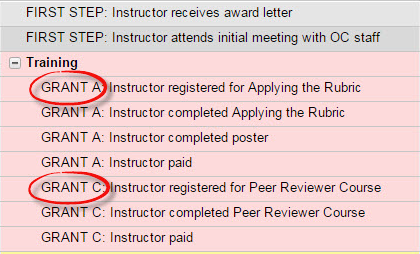 FIRST STEP: Instructor receives award letter
FIRST STEP: Instructor attends initial meeting with OC staff
Training
GRANT A: Instructor registered for Applying the Rubric
GRANT A: Instructor completed Applying the Rubric
GRANT A: Instructor completed poster
GRANT A: Instructor paid
GRANT C: Instructor registered for Peer Reviewer Course
GRANT C: Instructor completed Peer Reviewer Course
GRANT C: Instructor paid